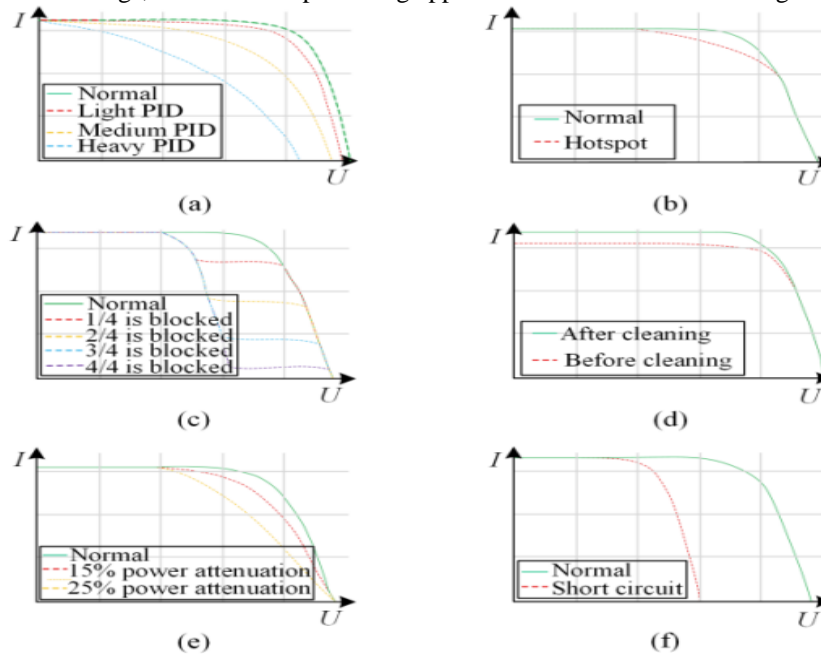 I
Normal
Light PID
Medium PID
Heavy PID
U
(a)
I
Normal
Hotspot
U
(b)
I
Normal
1/4 is blocked
2/4 is blocked
3/4 is blocked
4/4 is blocked
U
(c)
I
After cleaning
Before cleaning
U
(d)
I
Normal
15% power attenuation
25% power attenuation
U
(e)
I
Normal
Short circuit
U
(f)